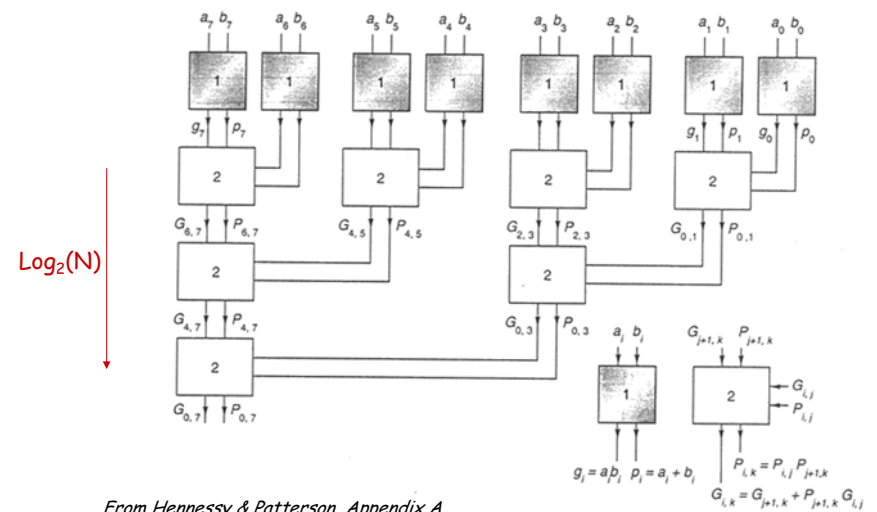 a7 b7 a6 b6 a5 b5 a4 b4 a3 b3 a2 b2 a1 b1 a0 b0
1 1 1 1 1 1 1 1
g7 p7 g1 p1 g0 p0
2 2 2 2
G6,7 P6,7 G4,5 P4,5 G2,3 P2,3 G0,1 P0,1
Log2(N)
2 2
G4,7 P4,7 G0,3 P0,3
2
G0,7 P0,7
ai bi Gj+1,k Pj+1,k
1 2
Gi,j
Pi,j
gi = aibi pi = ai + bi
Pi,k = Pi,j Pj+1,k
Gi,k = Gj+1,k + Pj+1,k Gi,j
From Hennessy & Patterson, Appendix A